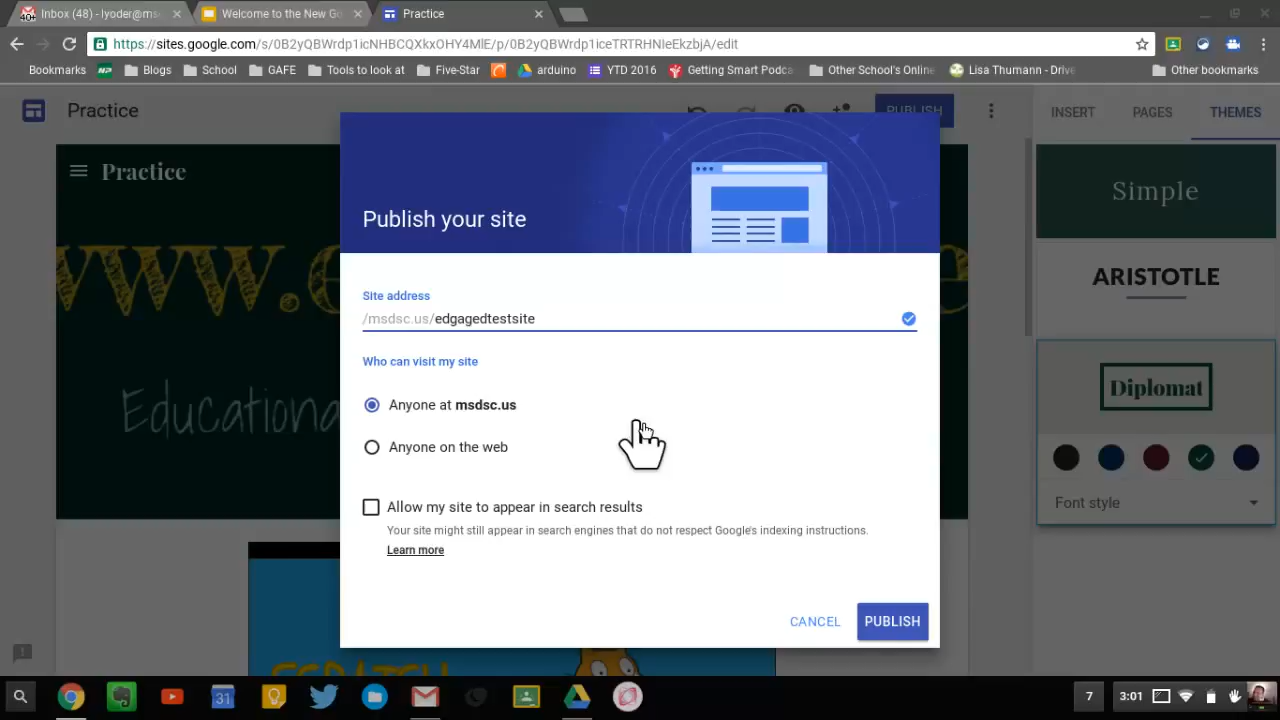 Inbox (48) - lyoder@ms
Welcome to the New Go
Practice
https://sites.google.com/s/0B2yQBWrdp1icNHBCQXkxOHY4MlE/p/0B2yQBWrdp1iceTRTRHNIeEkzbjA/edit
Bookmarks
NP
Blogs
School
GAFE
Tools to look at
Five-Star
arduino
YTD 2016
Getting Smart Podca
Other School's Online
Lisa Thumann - Drive
Other bookmarks
Practice
PUBLISH
INSERT
PAGES
THEMES
Practice
www.e
Educationa
Publish your site
Site address
/msdsc.us/edgagedtestsite
Who can visit my site
Anyone at msdsc.us
Anyone on the web
Allow my site to appear in search results
Your site might still appear in search engines that do not respect Google's indexing instructions.
Learn more
CANCEL
PUBLISH
Simple
ARISTOTLE
Diplomat
Font style
31
7
3:01